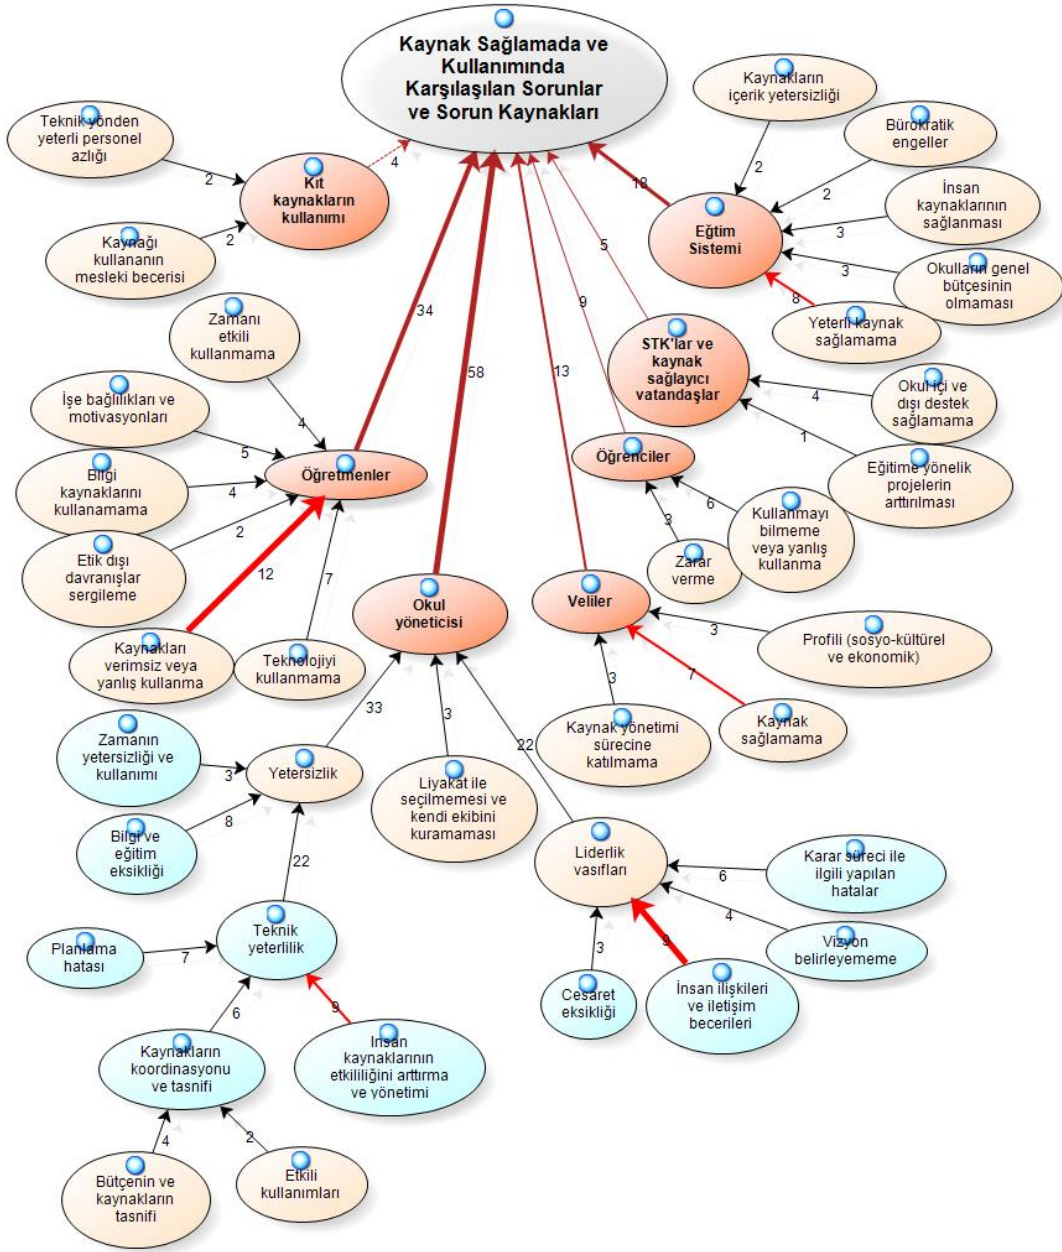 Kaynak Sağlamada ve
Kullanımında
Karşılaşılan Sorunlar
ve Sorun Kaynakları
Teknik yönden
yeterli personel
azlığı
2
Kaynağı
kullananın
mesleki becerisi
2
Kıt
kaynakların
kullanımı
4
Kaynakların
içerik yetersizliği
2
Bürokratik
engeller
2
İnsan
kaynaklarının
sağlanması
3
Okulların genel
bütçesinin
olmaması
3
Yeterli kaynak
sağlamama
8
Eğtim
Sistemi
18
Zamanı
etkili
kullanmama
4
İşe bağlılıkları ve
motivasyonları
5
Bilgi
kaynaklarını
kullanamama
4
Etik dışı
davranışlar
sergileme
2
Kaynakları
verimsiz veya
yanlış kullanma
12
Teknolojiyi
kullanmama
7
Öğretmenler
34
STK'lar ve
kaynak
sağlayıcı
vatandaşlar
5
Okul içi ve
dışı destek
sağlamama
4
Eğitime yönelik
projelerin
arttırılması
1
Öğrenciler
9
Kullanmayı
bilmeme
veya yanlış
kullanma
6
Zarar
verme
3
Okul
yöneticisi
58
Veliler
13
Profili (sosyo-kültürel
ve ekonomik)
3
Kaynak
sağlamama
7
Kaynak yönetimi
sürecine
katılmama
3
Yetersizlik
33
Liyakat ile
seçilmemesi ve
kendi ekibini
kuramaması
3
Liderlik
vasıfları
22
Zamanın
yetersizliği ve
kullanımı
3
Bilgi ve
eğitim
eksikliği
8
Teknik
yeterlilik
22
Planlama
hatası
7
Kaynakların
koordinasyonu
ve tasnifi
6
İnsan
kaynaklarının
etkililiğini arttırma
ve yönetimi
9
Bütçenin ve
kaynakların
tasnifi
4
Etkili
kullanımları
2
Karar süreci ile
ilgili yapılan
hatalar
6
Vizyon
belirleyememe
4
İnsan ilişkileri
ve iletişim
becerileri
9
Cesaret
eksikliği
3